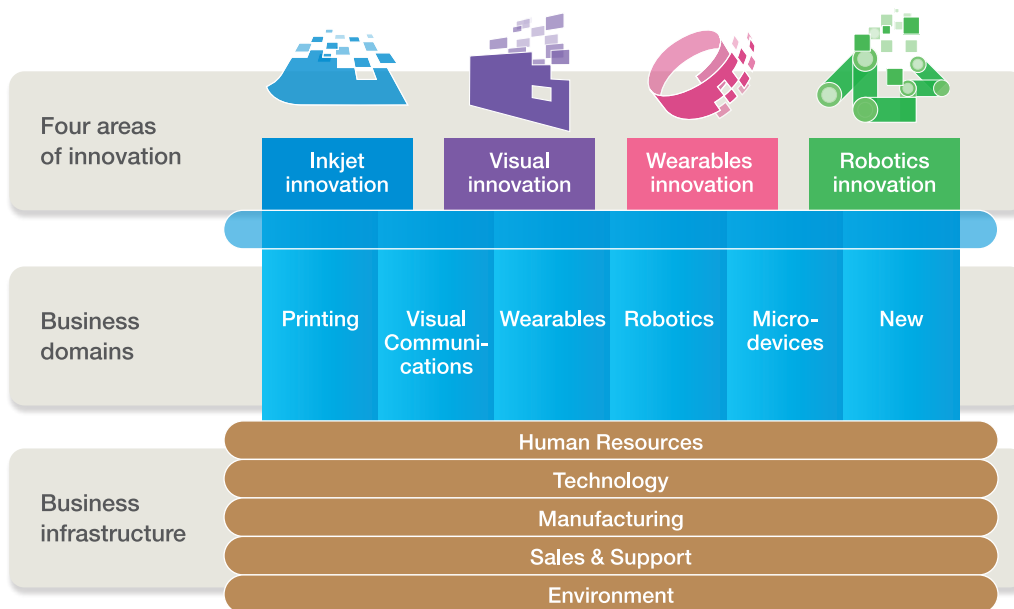 Four areas
of innovation
Inkjet
innovation
Visual
innovation
Wearables
innovation
Robotics
innovation
Business
domains
Printing
Visual
Communi-
cations
Wearables
Robotics
Micro-
devices
New
Business
infrastructure
Human Resources
Technology
Manufacturing
Sales & Support
Environment